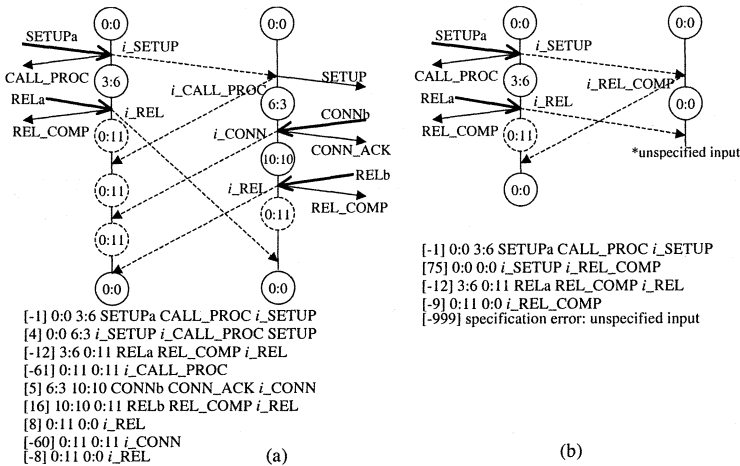 0:0
0:0
SETUPa
i_SETUP
CALL_PROC
SETUP
3:6
i_CALL_PROC
6:3
RELa
i_REL
CONNb
REL_COMP
i_CONN
0:11
CONN_ACK
10:10
RELb
0:11
i_REL
REL_COMP
0:11
0:11
0:0
0:0
[-1] 0:0 3:6 SETUPa CALL_PROC i_SETUP
[4] 0:0 6:3 i_SETUP i_CALL_PROC SETUP
[-12] 3:6 0:11 RELa REL_COMP i_REL
[-61] 0:11 0:11 i_CALL_PROC
[5] 6:3 10:10 CONNb CONN_ACK i_CONN
[16] 10:10 0:11 RELb REL_COMP i_REL
[8] 0:11 0:0 i_REL
[-60] 0:11 0:11 i_CONN
[-8] 0:11 0:0 i_REL
(a)
0:0
0:0
SETUPa
i_SETUP
CALL_PROC
3:6
i_REL_COMP
RELa
i_REL
0:0
REL_COMP
0:11
*unspecified input
0:0
[-1] 0:0 3:6 SETUPa CALL_PROC i_SETUP
[75] 0:0 0:0 i_SETUP i_REL_COMP
[-12] 3:6 0:11 RELa REL_COMP i_REL
[-9] 0:11 0:0 i_REL_COMP
[-999] specification error: unspecified input
(b)